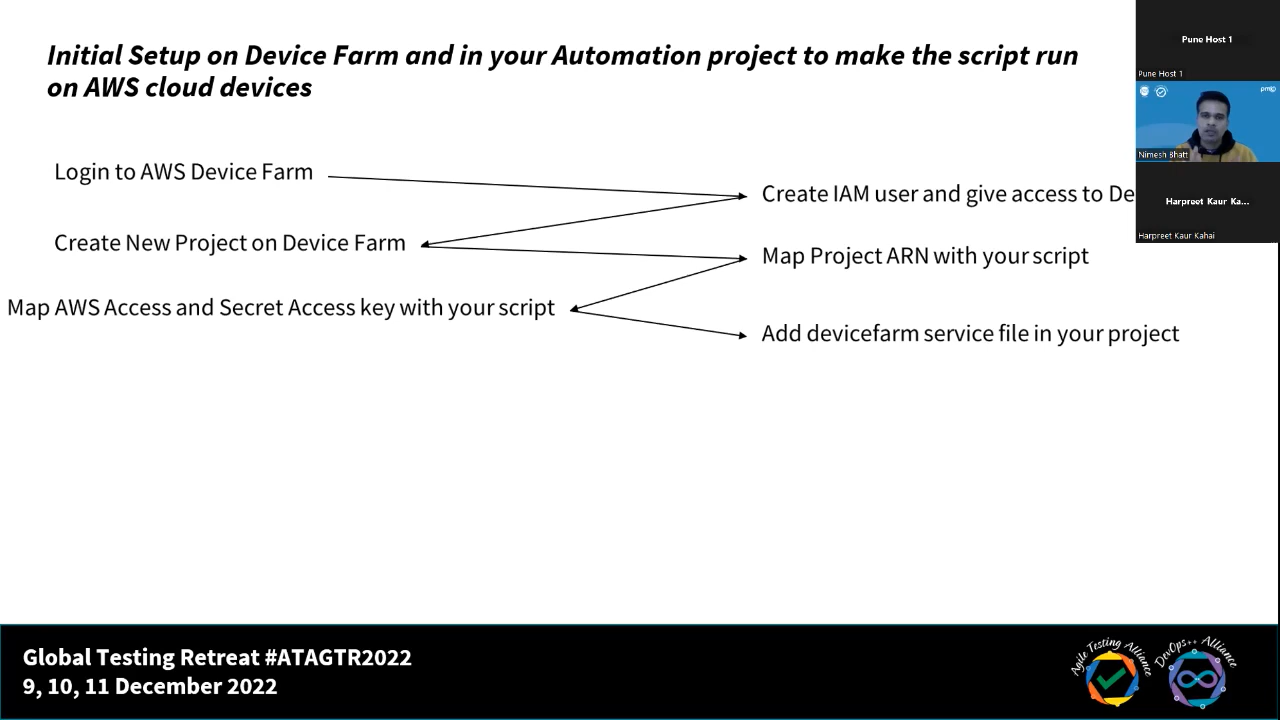 Initial Setup on Device Farm and in your Automation project to make the script run
on AWS cloud devices
Login to AWS Device Farm
Create IAM user and give access to De
Create New Project on Device Farm
Map Project ARN with your script
Map AWS Access and Secret Access key with your script
Add devicefarm service file in your project
Pune Host 1
Pune Host 1
Nimesh Bhatt
Harpreet Kaur Ka...
Harpreet Kaur Kahai
Global Testing Retreat #ATAGTR2022
9, 10, 11 December 2022
Agile Testing Alliance
DevOps++ Alliance